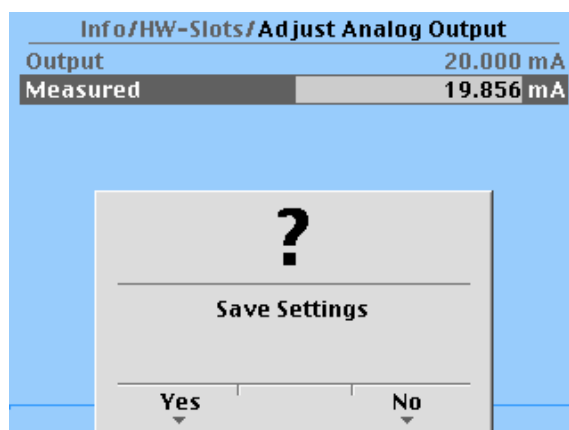 Info/HW-Slots/Adjust Analog Output
Output 20.000 mA
Measured 19.856 mA
?
Save Settings
Yes No